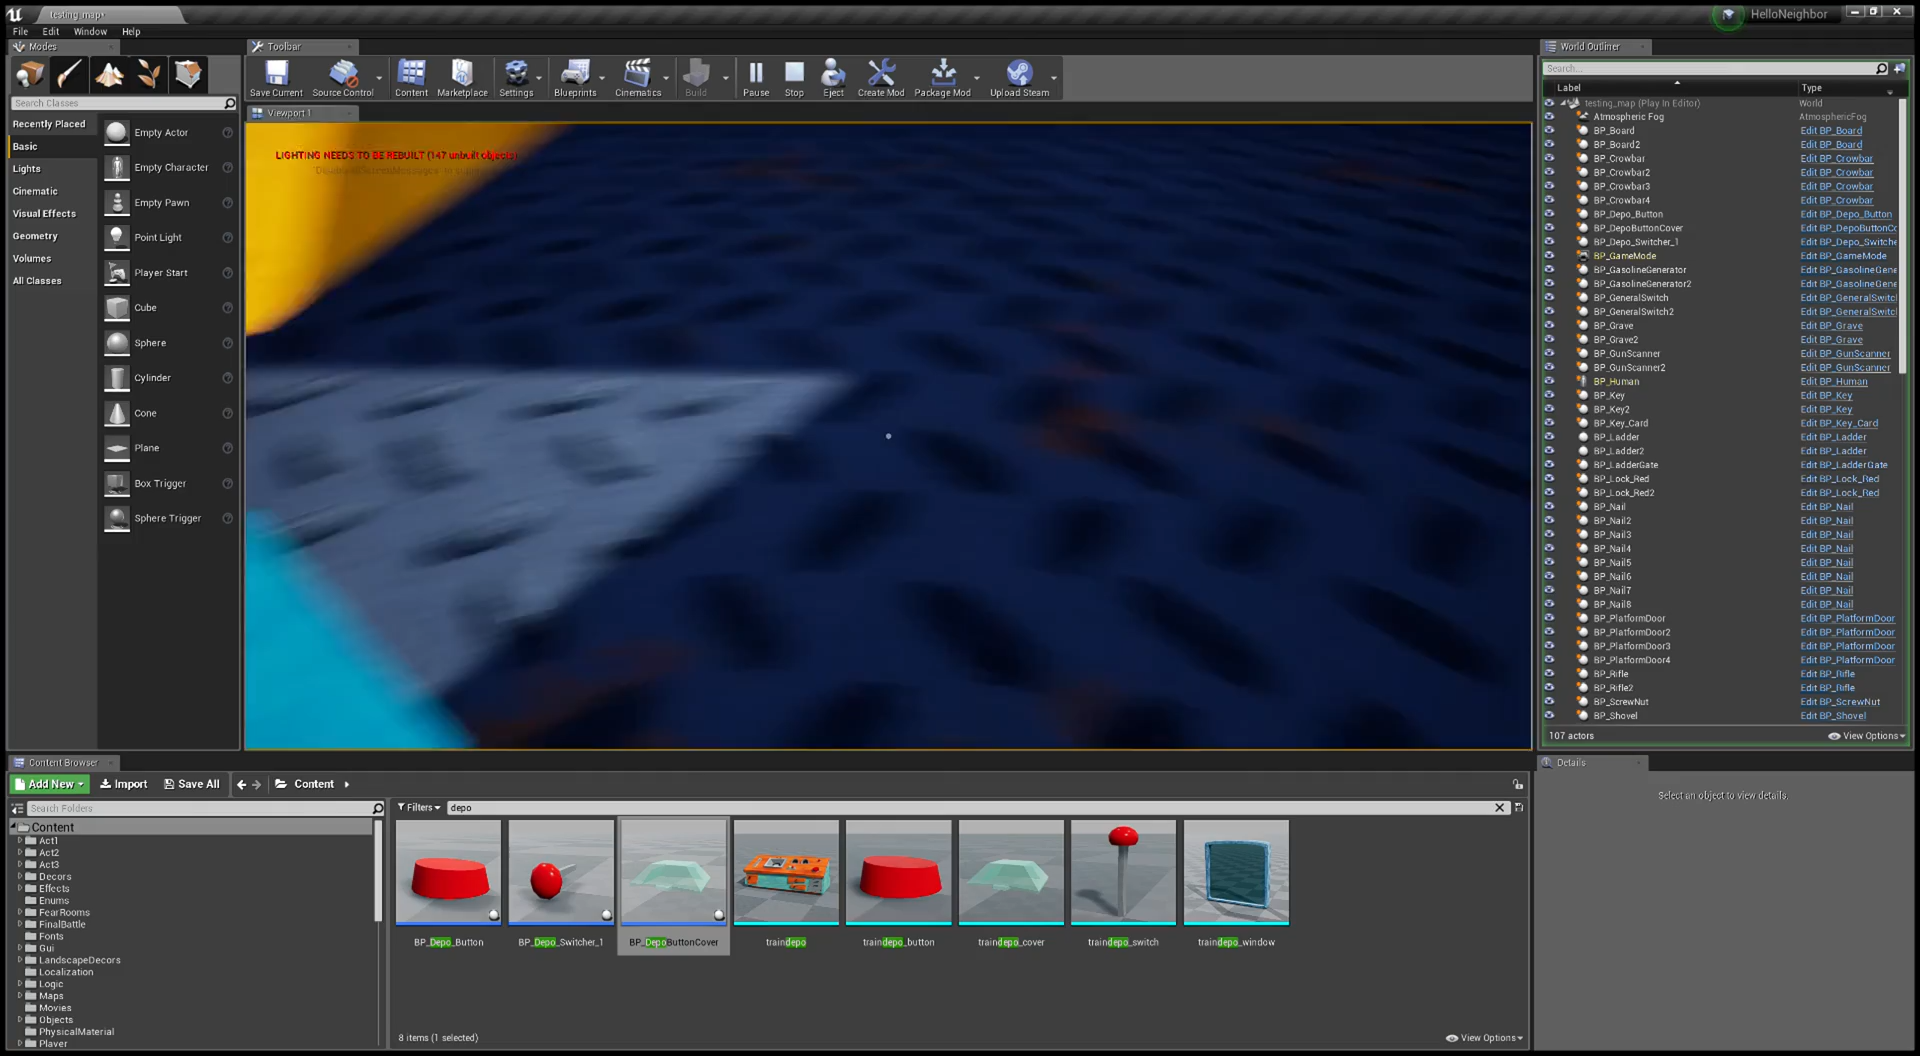 testing_map*
HelloNeighbor
File Edit Window Help
Modes
Toolbar
World Outliner
Save Current
Source Control
Content
Marketplace
Settings
Blueprints
Cinematics
Build
Pause
Stop
Eject
Create Mod
Package Mod
Upload Steam
Search...
Label Type
Search Classes
Viewport 1
Recently Placed
Basic
Lights
Cinematic
Visual Effects
Geometry
Volumes
All Classes
Empty Actor
Empty Character
Empty Pawn
Point Light
Player Start
Cube
Sphere
Cylinder
Cone
Plane
Box Trigger
Sphere Trigger
LIGHTING NEEDS TO BE REBUILT (147 unbuilt objects)
testing_map (Play In Editor) World
Atmospheric Fog AtmosphericFog
BP_Board Edit BP_Board
BP_Board2 Edit BP_Board
BP_Crowbar Edit BP_Crowbar
BP_Crowbar2 Edit BP_Crowbar
BP_Crowbar3 Edit BP_Crowbar
BP_Crowbar4 Edit BP_Crowbar
BP_Depo_Button Edit BP_Depo_Button
BP_DepoButtonCover Edit BP_DepoButtonCo
BP_Depo_Switcher_1 Edit BP_Depo_Switche
BP_GameMode Edit BP_GameMode
BP_GasolineGenerator Edit BP_GasolineGene
BP_GasolineGenerator2 Edit BP_GasolineGene
BP_GeneralSwitch Edit BP_GeneralSwitc
BP_GeneralSwitch2 Edit BP_GeneralSwitc
BP_Grave Edit BP_Grave
BP_Grave2 Edit BP_Grave
BP_GunScanner Edit BP_GunScanner
BP_GunScanner2 Edit BP_GunScanner
BP_Human Edit BP_Human
BP_Key Edit BP_Key
BP_Key2 Edit BP_Key
BP_Key_Card Edit BP_Key_Card
BP_Ladder Edit BP_Ladder
BP_Ladder2 Edit BP_Ladder
BP_LadderGate Edit BP_LadderGate
BP_Lock_Red Edit BP_Lock_Red
BP_Lock_Red2 Edit BP_Lock_Red
BP_Nail Edit BP_Nail
BP_Nail2 Edit BP_Nail
BP_Nail3 Edit BP_Nail
BP_Nail4 Edit BP_Nail
BP_Nail5 Edit BP_Nail
BP_Nail6 Edit BP_Nail
BP_Nail7 Edit BP_Nail
BP_Nail8 Edit BP_Nail
BP_PlatformDoor Edit BP_PlatformDoor
BP_PlatformDoor2 Edit BP_PlatformDoor
BP_PlatformDoor3 Edit BP_PlatformDoor
BP_PlatformDoor4 Edit BP_PlatformDoor
BP_Rifle Edit BP_Rifle
BP_Rifle2 Edit BP_Rifle
BP_ScrewNut Edit BP_ScrewNut
BP_Shovel Edit BP_Shovel
107 actors View Options
Content Browser
Add New Import Save All Content
Details
Select an object to view details.
Search Folders
Filters depo
Content
Act1
Act2
Act3
Decors
Effects
Enums
FearRooms
FinalBattle
Fonts
Gui
LandscapeDecors
Localization
Logic
Maps
Movies
Objects
PhysicalMaterial
Player
BP_Depo_Button
BP_Depo_Switcher_1
BP_DepoButtonCover
traindepo
traindepo_button
traindepo_cover
traindepo_switch
traindepo_window
8 items (1 selected) View Options